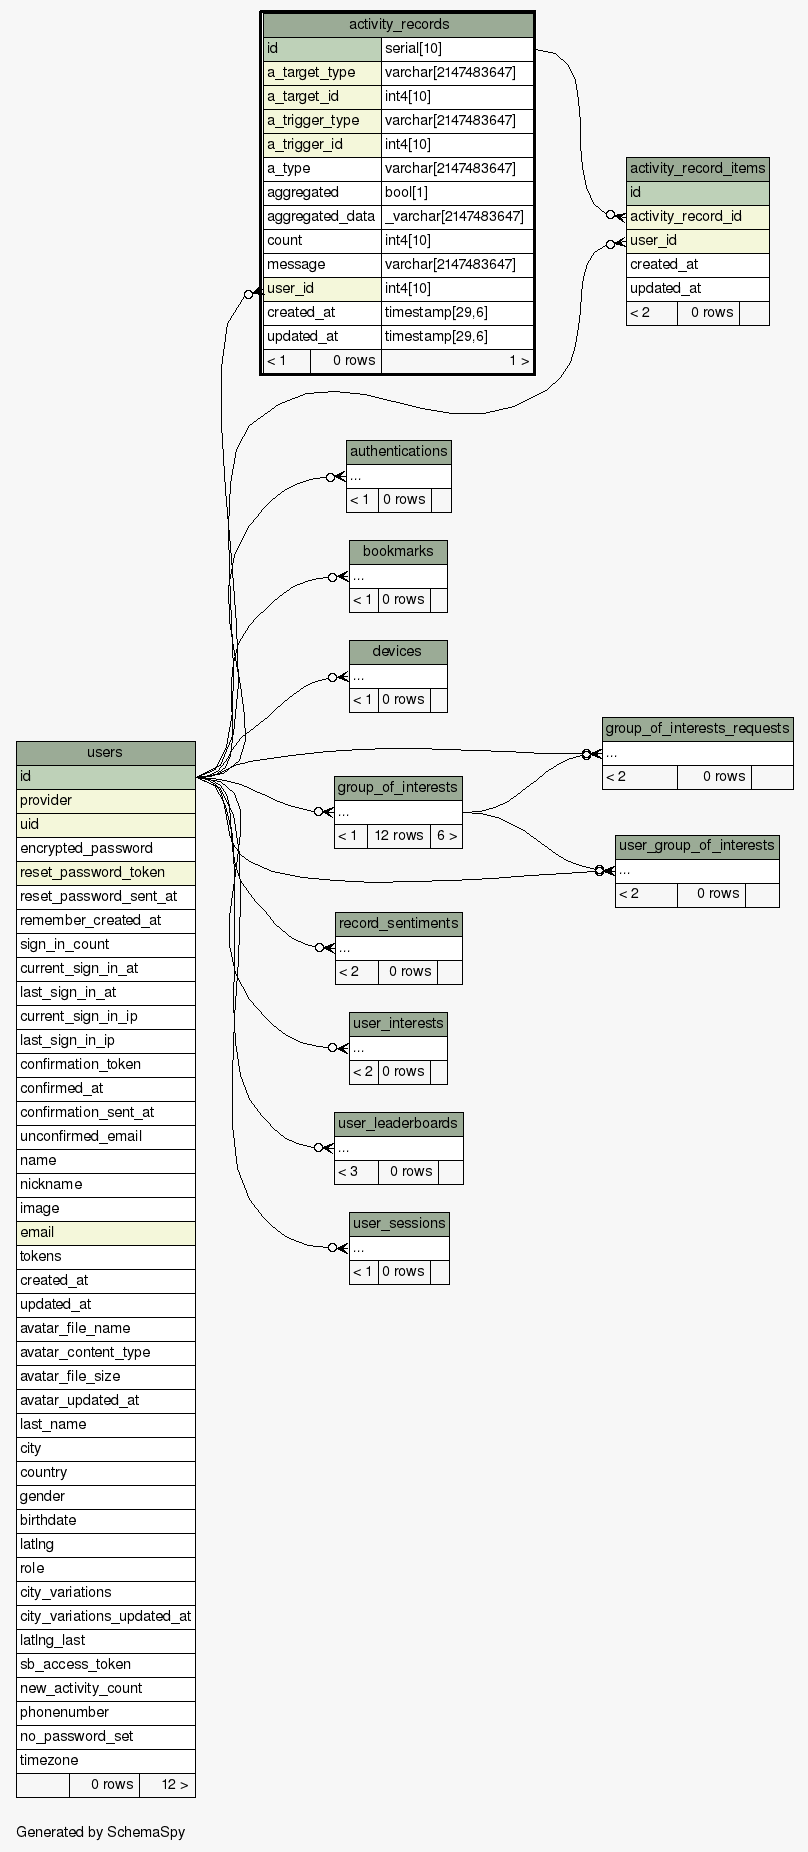 activity_records
id serial[10]
a_target_type varchar[2147483647]
a_target_id int4[10]
a_trigger_type varchar[2147483647]
a_trigger_id int4[10]
a_type varchar[2147483647]
aggregated bool[1]
aggregated_data _varchar[2147483647]
count int4[10]
message varchar[2147483647]
user_id int4[10]
created_at timestamp[29,6]
updated_at timestamp[29,6]
< 1 0 rows 1 >
activity_record_items
id
activity_record_id
user_id
created_at
updated_at
< 2 0 rows
authentications
...
< 1 0 rows
bookmarks
...
< 1 0 rows
devices
...
< 1 0 rows
group_of_interests_requests
...
< 2 0 rows
group_of_interests
...
< 1 12 rows 6 >
user_group_of_interests
...
< 2 0 rows
record_sentiments
...
< 2 0 rows
user_interests
...
< 2 0 rows
user_leaderboards
...
< 3 0 rows
user_sessions
...
< 1 0 rows
users
id
provider
uid
encrypted_password
reset_password_token
reset_password_sent_at
remember_created_at
sign_in_count
current_sign_in_at
last_sign_in_at
current_sign_in_ip
last_sign_in_ip
confirmation_token
confirmed_at
confirmation_sent_at
unconfirmed_email
name
nickname
image
email
tokens
created_at
updated_at
avatar_file_name
avatar_content_type
avatar_file_size
avatar_updated_at
last_name
city
country
gender
birthdate
latlng
role
city_variations
city_variations_updated_at
latlng_last
sb_access_token
new_activity_count
phonenumber
no_password_set
timezone
0 rows 12 >
Generated by SchemaSpy